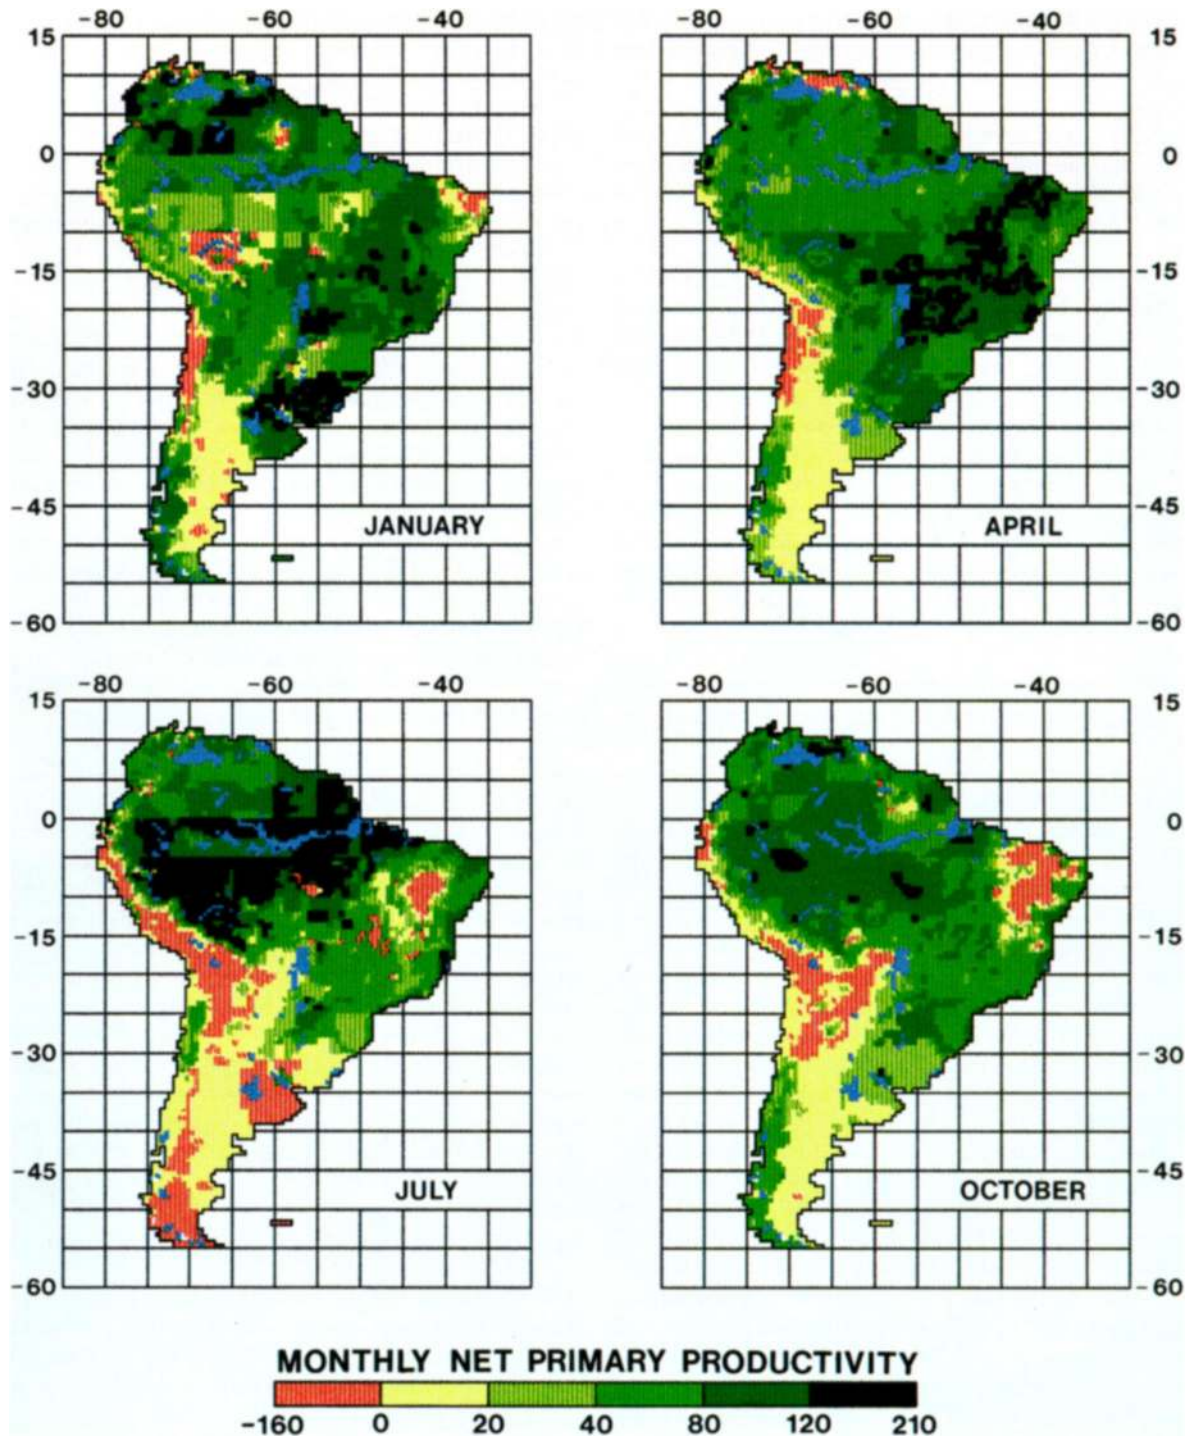 -80 -60 -40 -80 -60 -40
15 15
0 0
-15 -15
-30 -30
-45 JANUARY APRIL -45
-60 -60
-80 -60 -40 -80 -60 -40
15 15
0 0
-15 -15
-30 -30
-45 JULY OCTOBER -45
-60 -60
MONTHLY NET PRIMARY PRODUCTIVITY
-160 0 20 40 80 120 210